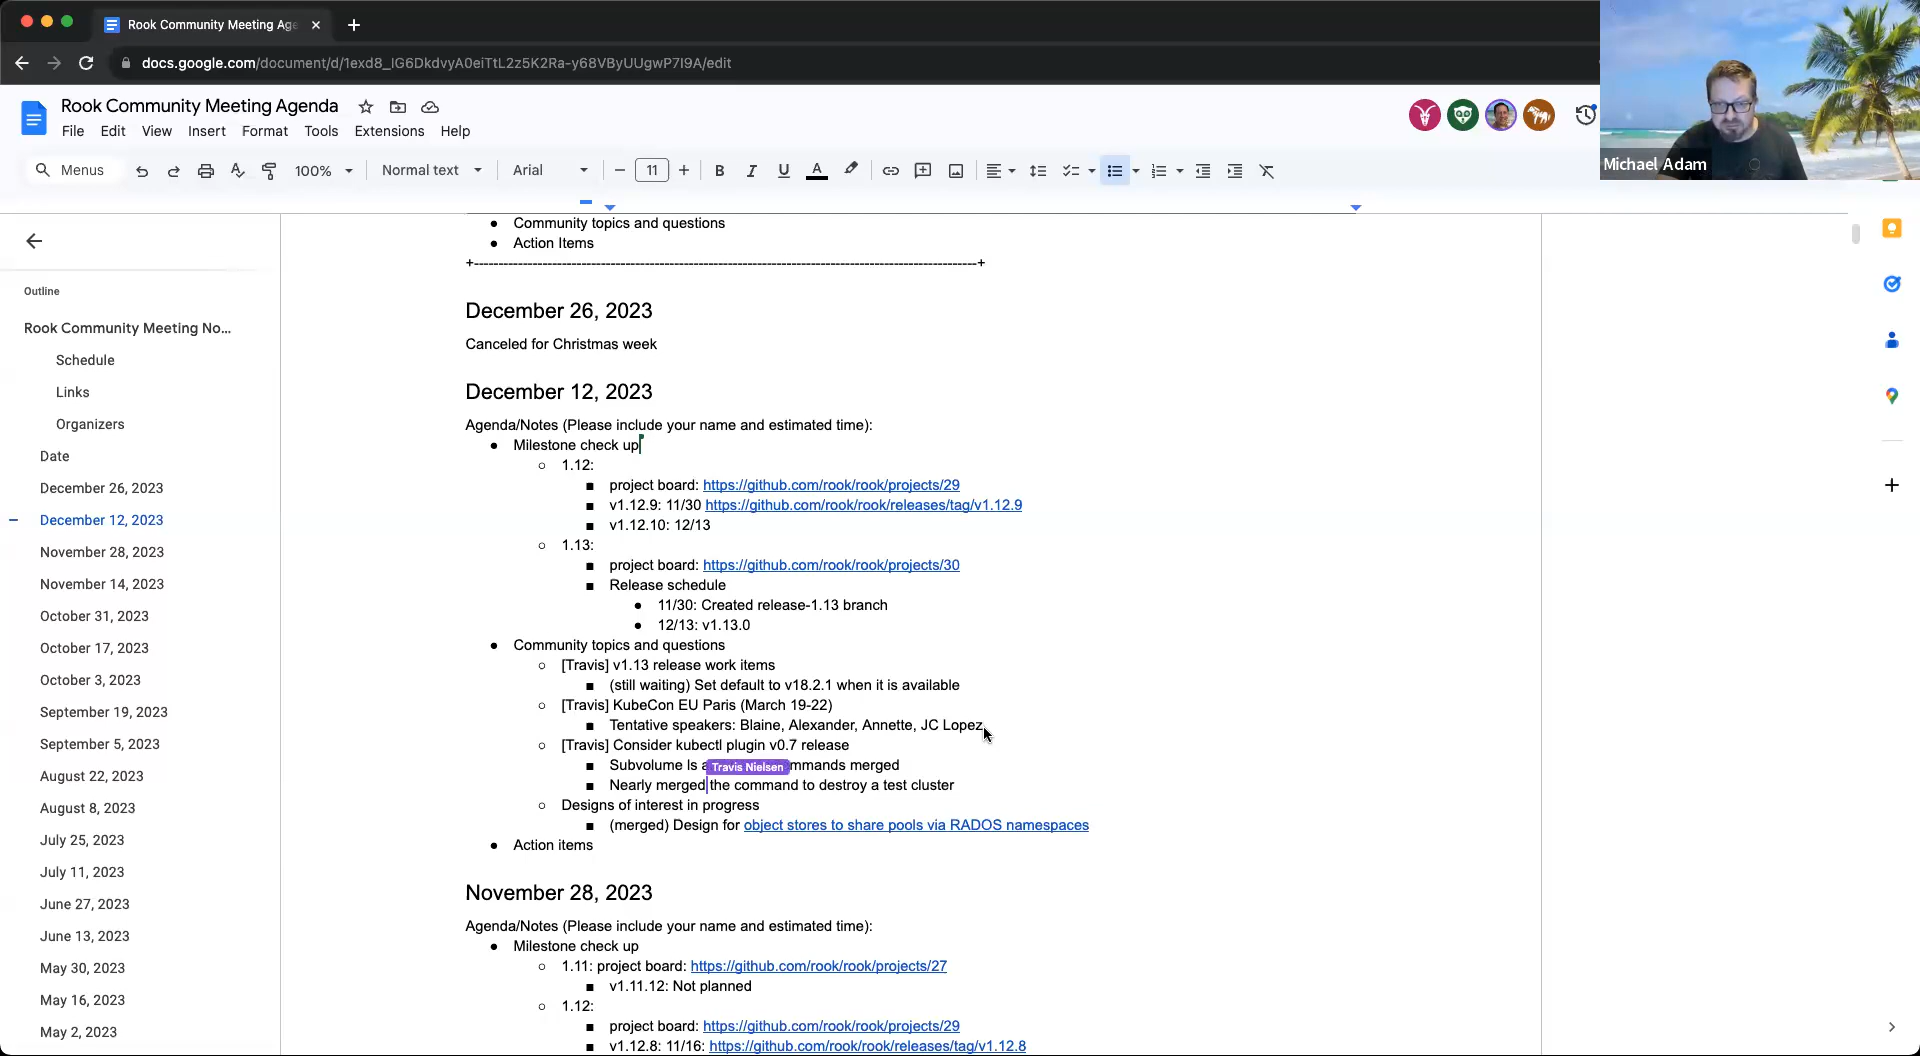 Rook Community Meeting Age
docs.google.com/document/d/1exd8_IG6DkdvyA0eiTtL2z5K2Ra-y68VByUUgwP7I9A/edit
Rook Community Meeting Agenda
File Edit View Insert Format Tools Extensions Help
Michael Adam
Menus 100% Normal text Arial 11 B I U A
Outline
Rook Community Meeting No...
Schedule
Links
Organizers
Date
December 26, 2023
December 12, 2023
November 28, 2023
November 14, 2023
October 31, 2023
October 17, 2023
October 3, 2023
September 19, 2023
September 5, 2023
August 22, 2023
August 8, 2023
July 25, 2023
July 11, 2023
June 27, 2023
June 13, 2023
May 30, 2023
May 16, 2023
May 2, 2023
● Community topics and questions
● Action Items
+-----------------------------------------------------------------------------------------------------------+
December 26, 2023
Canceled for Christmas week
December 12, 2023
Agenda/Notes (Please include your name and estimated time):
● Milestone check up
○ 1.12:
■ project board: https://github.com/rook/rook/projects/29
■ v1.12.9: 11/30 https://github.com/rook/rook/releases/tag/v1.12.9
■ v1.12.10: 12/13
○ 1.13:
■ project board: https://github.com/rook/rook/projects/30
■ Release schedule
● 11/30: Created release-1.13 branch
● 12/13: v1.13.0
● Community topics and questions
○ [Travis] v1.13 release work items
■ (still waiting) Set default to v18.2.1 when it is available
○ [Travis] KubeCon EU Paris (March 19-22)
■ Tentative speakers: Blaine, Alexander, Annette, JC Lopez
○ [Travis] Consider kubectl plugin v0.7 release
■ Subvolume ls a Travis Nielsen mmands merged
■ Nearly merged the command to destroy a test cluster
○ Designs of interest in progress
■ (merged) Design for object stores to share pools via RADOS namespaces
● Action items
November 28, 2023
Agenda/Notes (Please include your name and estimated time):
● Milestone check up
○ 1.11: project board: https://github.com/rook/rook/projects/27
■ v1.11.12: Not planned
○ 1.12:
■ project board: https://github.com/rook/rook/projects/29
■ v1.12.8: 11/16: https://github.com/rook/rook/releases/tag/v1.12.8